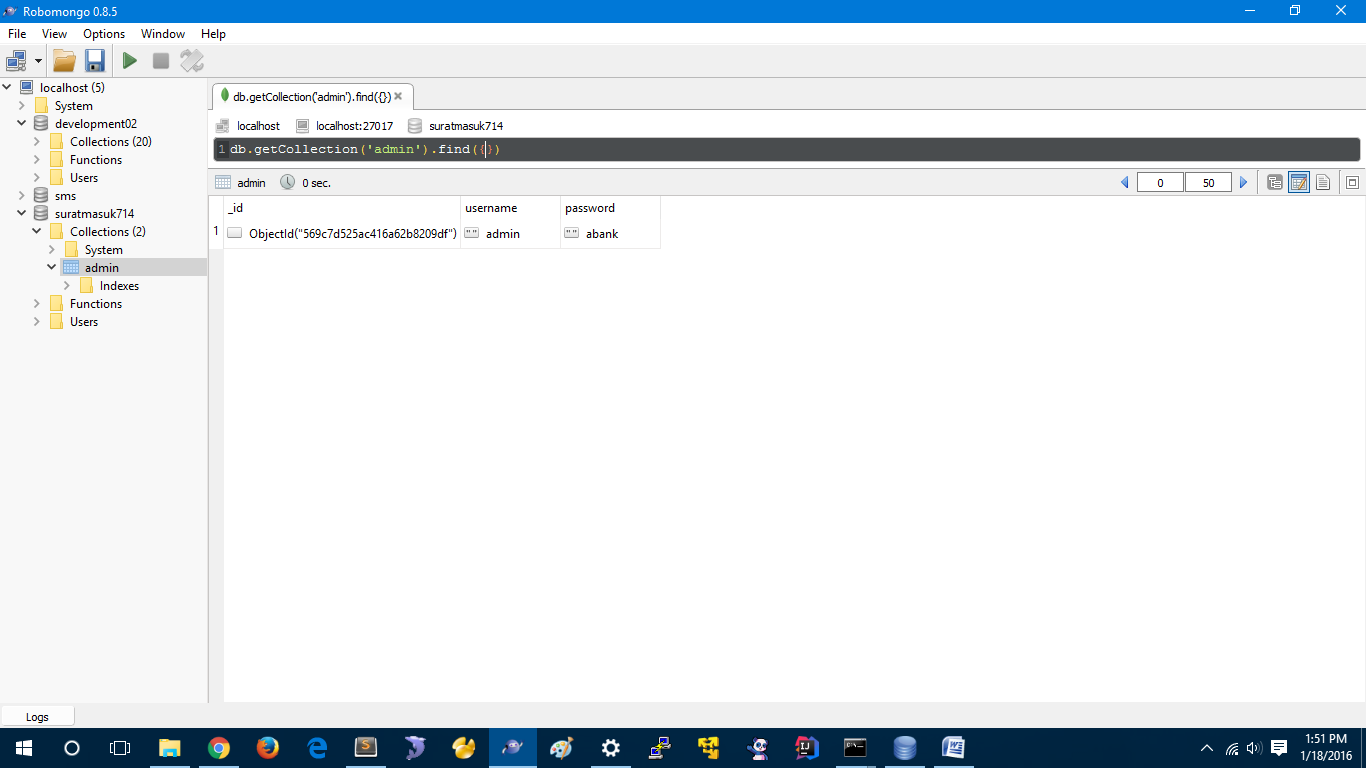 Robomongo 0.8.5
File View Options Window Help
localhost (5)
System
development02
Collections (20)
Functions
Users
sms
suratmasuk714
Collections (2)
System
admin
Indexes
Functions
Users
db.getCollection('admin').find({})
localhost localhost:27017 suratmasuk714
1 db.getCollection('admin').find({})
admin 0 sec. 0 50
_id username password
1 ObjectId("569c7d525ac416a62b8209df") "" admin "" abank
Logs
1:51 PM
1/18/2016